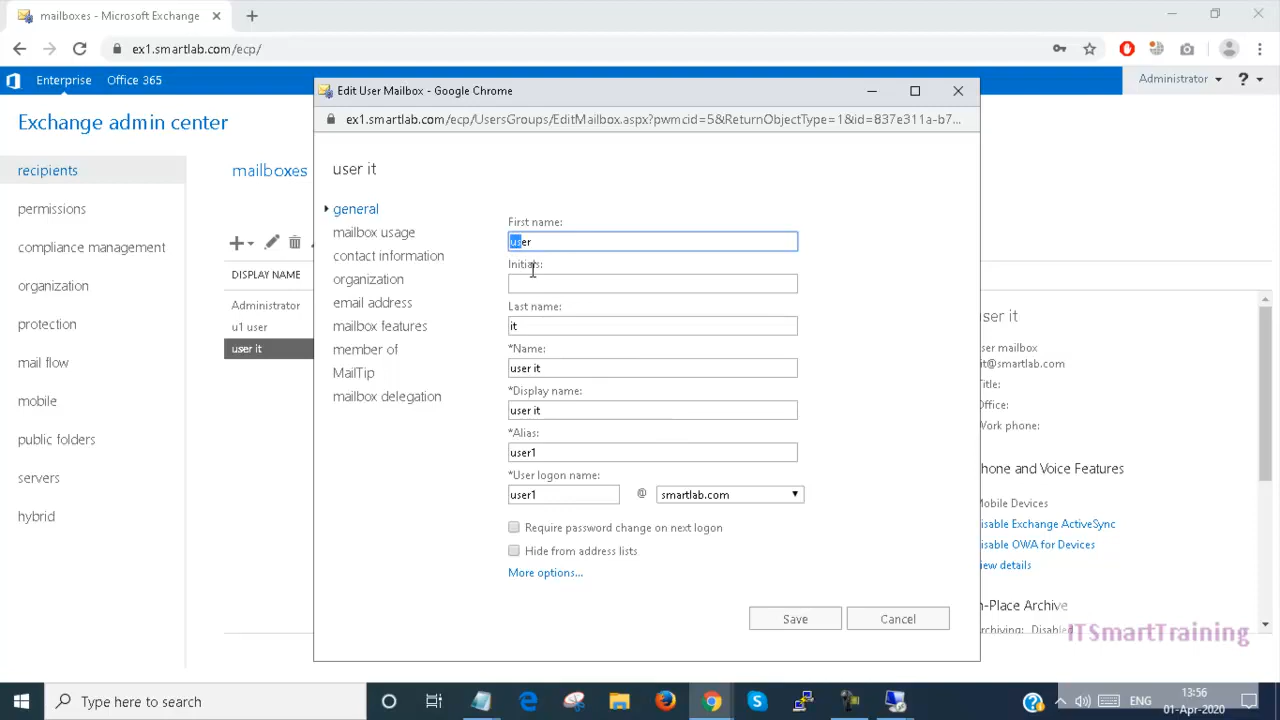 mailboxes - Microsoft Exchange
ex1.smartlab.com/ecp/
Enterprise Office 365
Administrator ?
Exchange admin center
recipients
permissions
compliance management
organization
protection
mail flow
mobile
public folders
servers
hybrid
mailboxes
DISPLAY NAME
Administrator
u1 user
user it
Edit User Mailbox - Google Chrome
ex1.smartlab.com/ecp/UsersGroups/EditMailbox.aspx?pwmcid=5&ReturnObjectType=1&id=837e311a-b7...
user it
general
mailbox usage
contact information
organization
email address
mailbox features
member of
MailTip
mailbox delegation
First name:
user
Initials:
Last name:
it
*Name:
user it
*Display name:
user it
*Alias:
user1
*User logon name:
user1 @ smartlab.com
Require password change on next logon
Hide from address lists
More options...
Save Cancel
user it
ser mailbox
it@smartlab.com
Title:
Office:
Work phone:
hone and Voice Features
Mobile Devices
isable Exchange ActiveSync
isable OWA for Devices
iew details
n-Place Archive
rchiving: Disabled
ITSmartTraining
Type here to search
ENG
13:56
01-Apr-2020